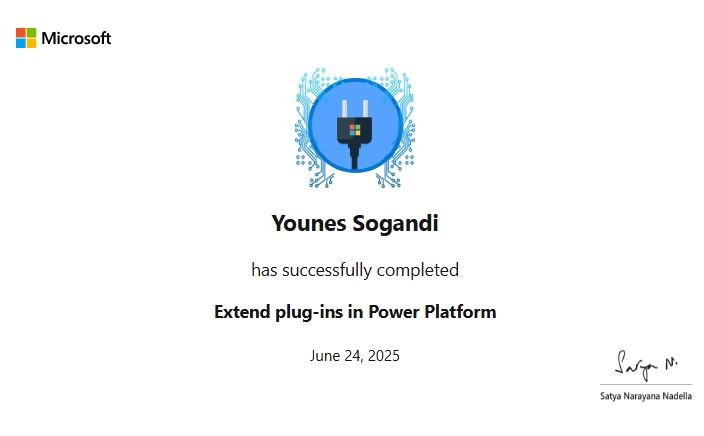 Microsoft
Younes Sogandi
has successfully completed
Extend plug-ins in Power Platform
June 24, 2025
Satya N.
Satya Narayana Nadella